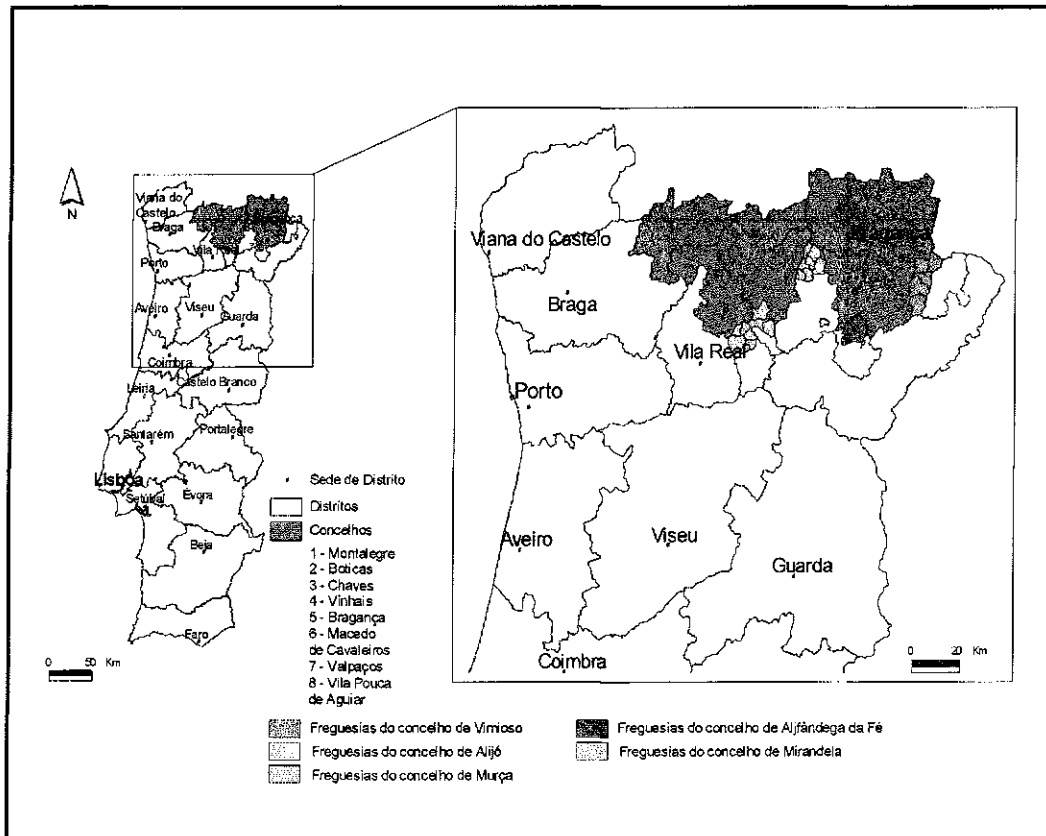 N
Viana do
Castelo
Braga
Porto
Aveiro
Viseu
Guarda
Coimbra
Leiria
Castelo Branco
Santarém
Portalegre
Lisboa
Setúbal
Évora
Beja
Faro
0 50 Km
Sede de Distrito
Distritos
Concelhos
1 - Montalegre
2 - Boticas
3 - Chaves
4 - Vinhais
5 - Bragança
6 - Macedo
de Cavaleiros
7 - Valpaços
8 - Vila Pouca
de Aguiar
Viana do Castelo
Braga
Vila Real
Porto
Aveiro
Viseu
Guarda
Coimbra
0 20 Km
Freguesias do concelho de Vimioso
Freguesias do concelho de Alijó
Freguesias do concelho de Murça
Freguesias do concelho de Aljfândega da Fé
Freguesias do concelho de Mirandela